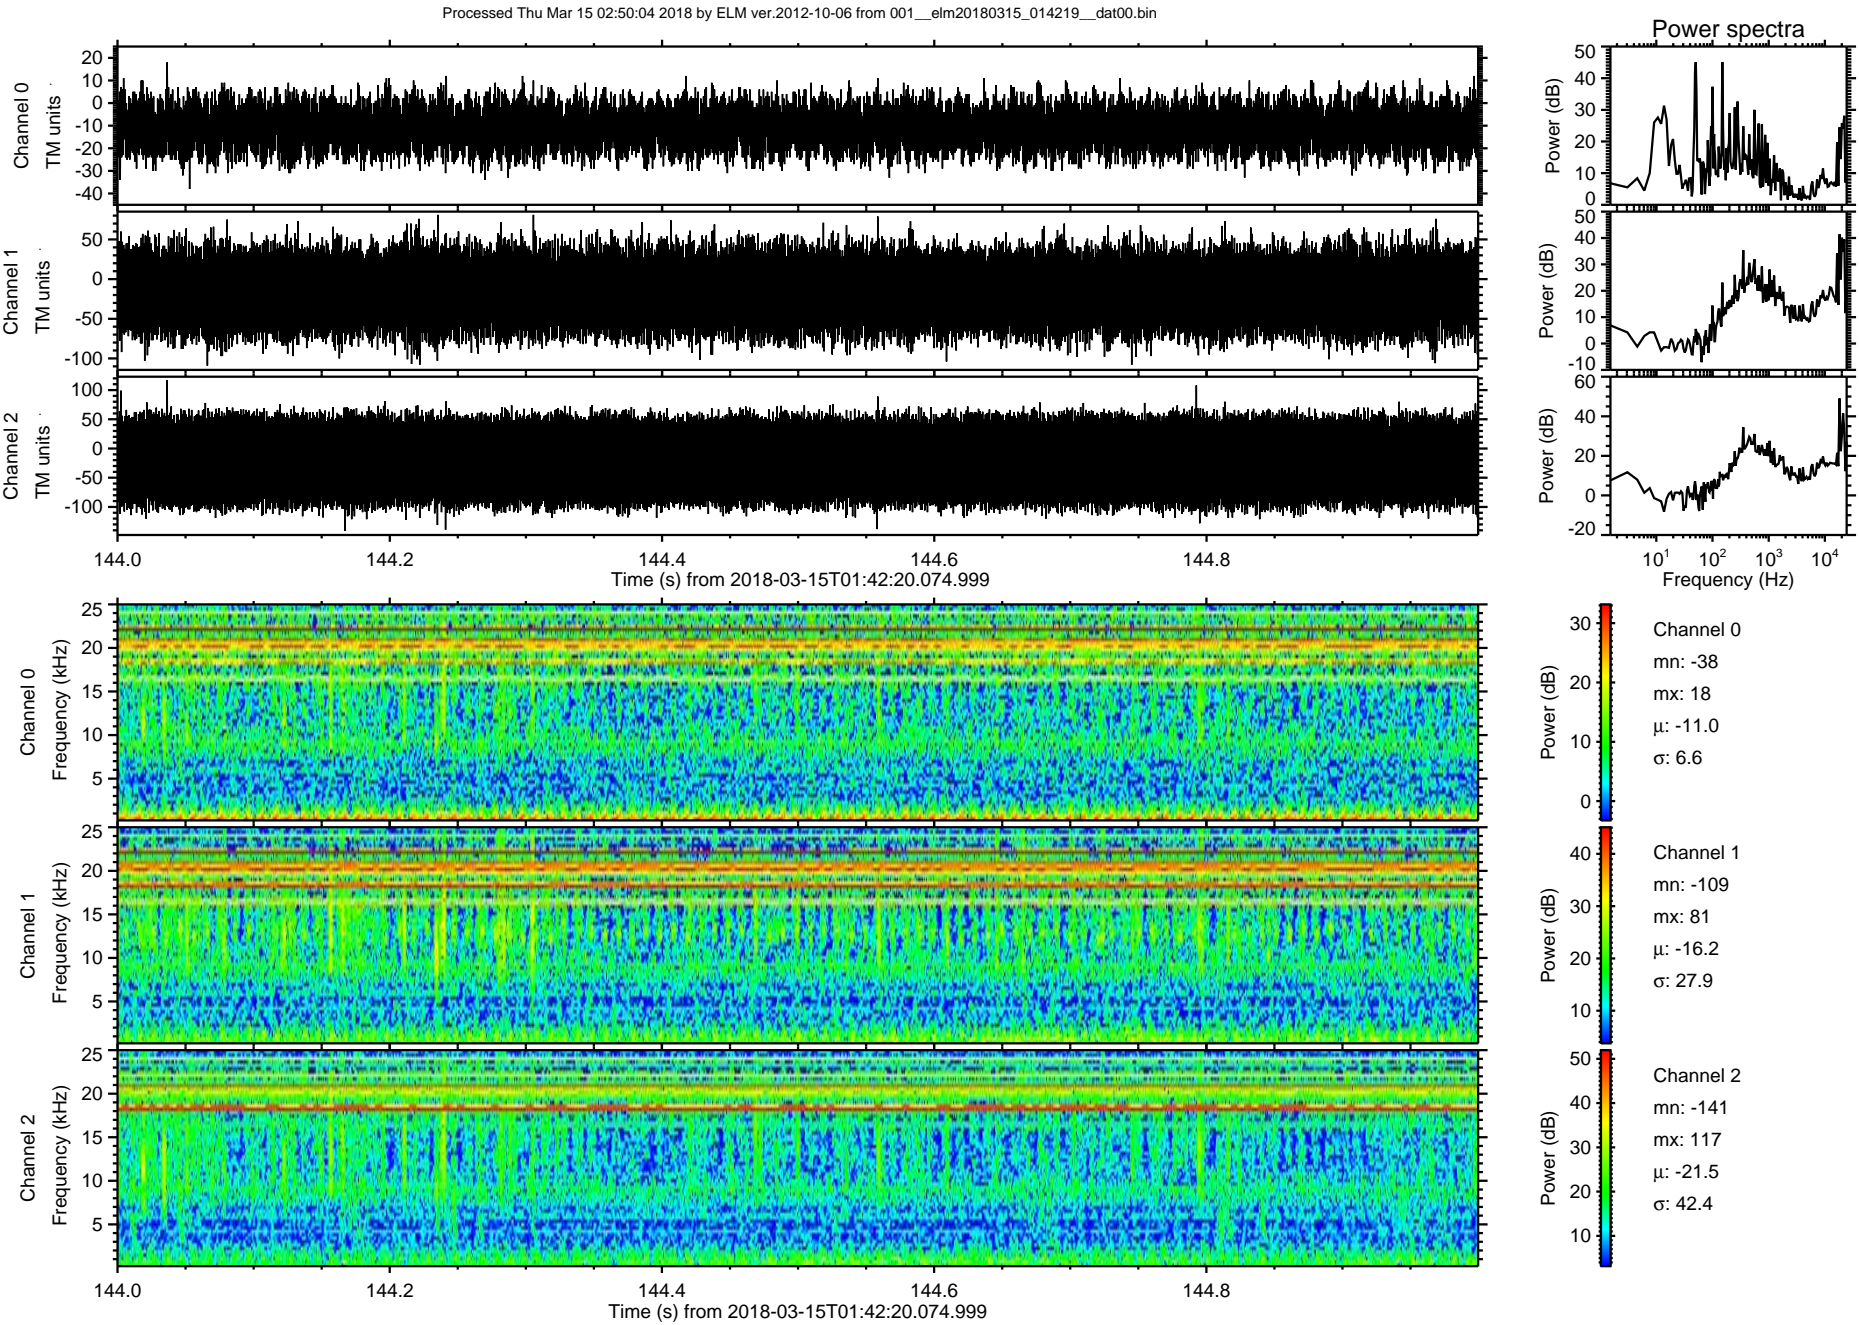 Processed Thu Mar 15 02:50:04 2018 by ELM ver.2012-10-06 from 001__elm20180315_014219__dat00.bin
Power spectra
Channel 0
TM units
20
10
0
-10
-20
-30
-40
Power (dB)
50
40
30
20
10
0
Channel 1
TM units
50
0
-50
-100
Power (dB)
50
40
30
20
10
0
-10
Channel 2
TM units
100
50
0
-50
-100
Power (dB)
60
40
20
0
-20
144.0 144.2 144.4 144.6 144.8
Time (s) from 2018-03-15T01:42:20.074.999
10¹ 10² 10³ 10⁴
Frequency (Hz)
Channel 0
Frequency (kHz)
25
20
15
10
5
Power (dB)
30
20
10
0
Channel 0
mn: -38
mx: 18
μ: -11.0
σ: 6.6
Channel 1
Frequency (kHz)
25
20
15
10
5
Power (dB)
40
30
20
10
Channel 1
mn: -109
mx: 81
μ: -16.2
σ: 27.9
Channel 2
Frequency (kHz)
25
20
15
10
5
Power (dB)
50
40
30
20
10
Channel 2
mn: -141
mx: 117
μ: -21.5
σ: 42.4
144.0 144.2 144.4 144.6 144.8
Time (s) from 2018-03-15T01:42:20.074.999